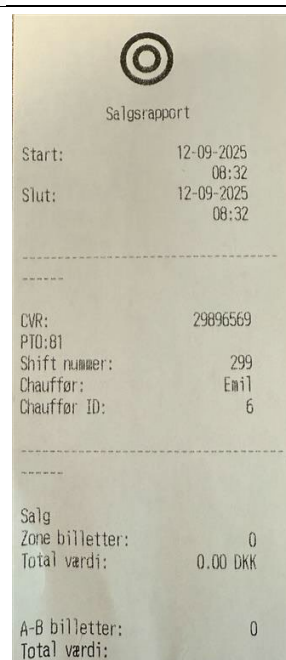 Salgsrapport
Start: 12-09-2025
08:32
Slut: 12-09-2025
08:32
---------------------------------
------
CVR: 29896569
PTO:81
Shift nummer: 299
Chauffør: Emil
Chauffør ID: 6
---------------------------------
------
Salg
Zone billetter: 0
Total værdi: 0.00 DKK
A-B billetter: 0
Total værdi: